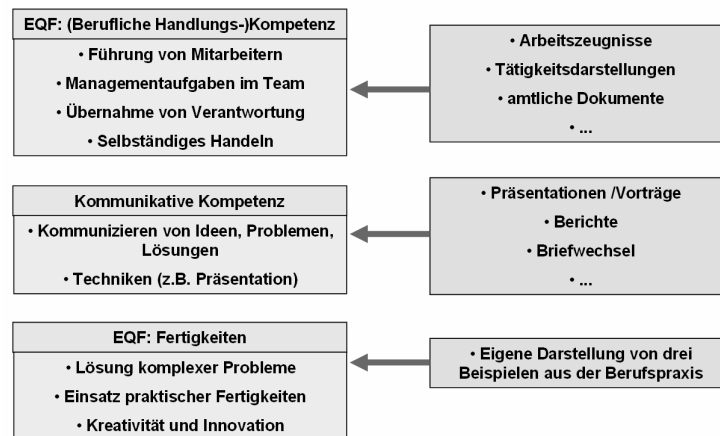 EQF: (Berufliche Handlungs-)Kompetenz
• Führung von Mitarbeitern
• Managementaufgaben im Team
• Übernahme von Verantwortung
• Selbständiges Handeln
• Arbeitszeugnisse
• Tätigkeitsdarstellungen
• amtliche Dokumente
• ...
Kommunikative Kompetenz
• Kommunizieren von Ideen, Problemen,
Lösungen
• Techniken (z.B. Präsentation)
• Präsentationen /Vorträge
• Berichte
• Briefwechsel
• ...
EQF: Fertigkeiten
• Lösung komplexer Probleme
• Einsatz praktischer Fertigkeiten
• Kreativität und Innovation
• Eigene Darstellung von drei
Beispielen aus der Berufspraxis